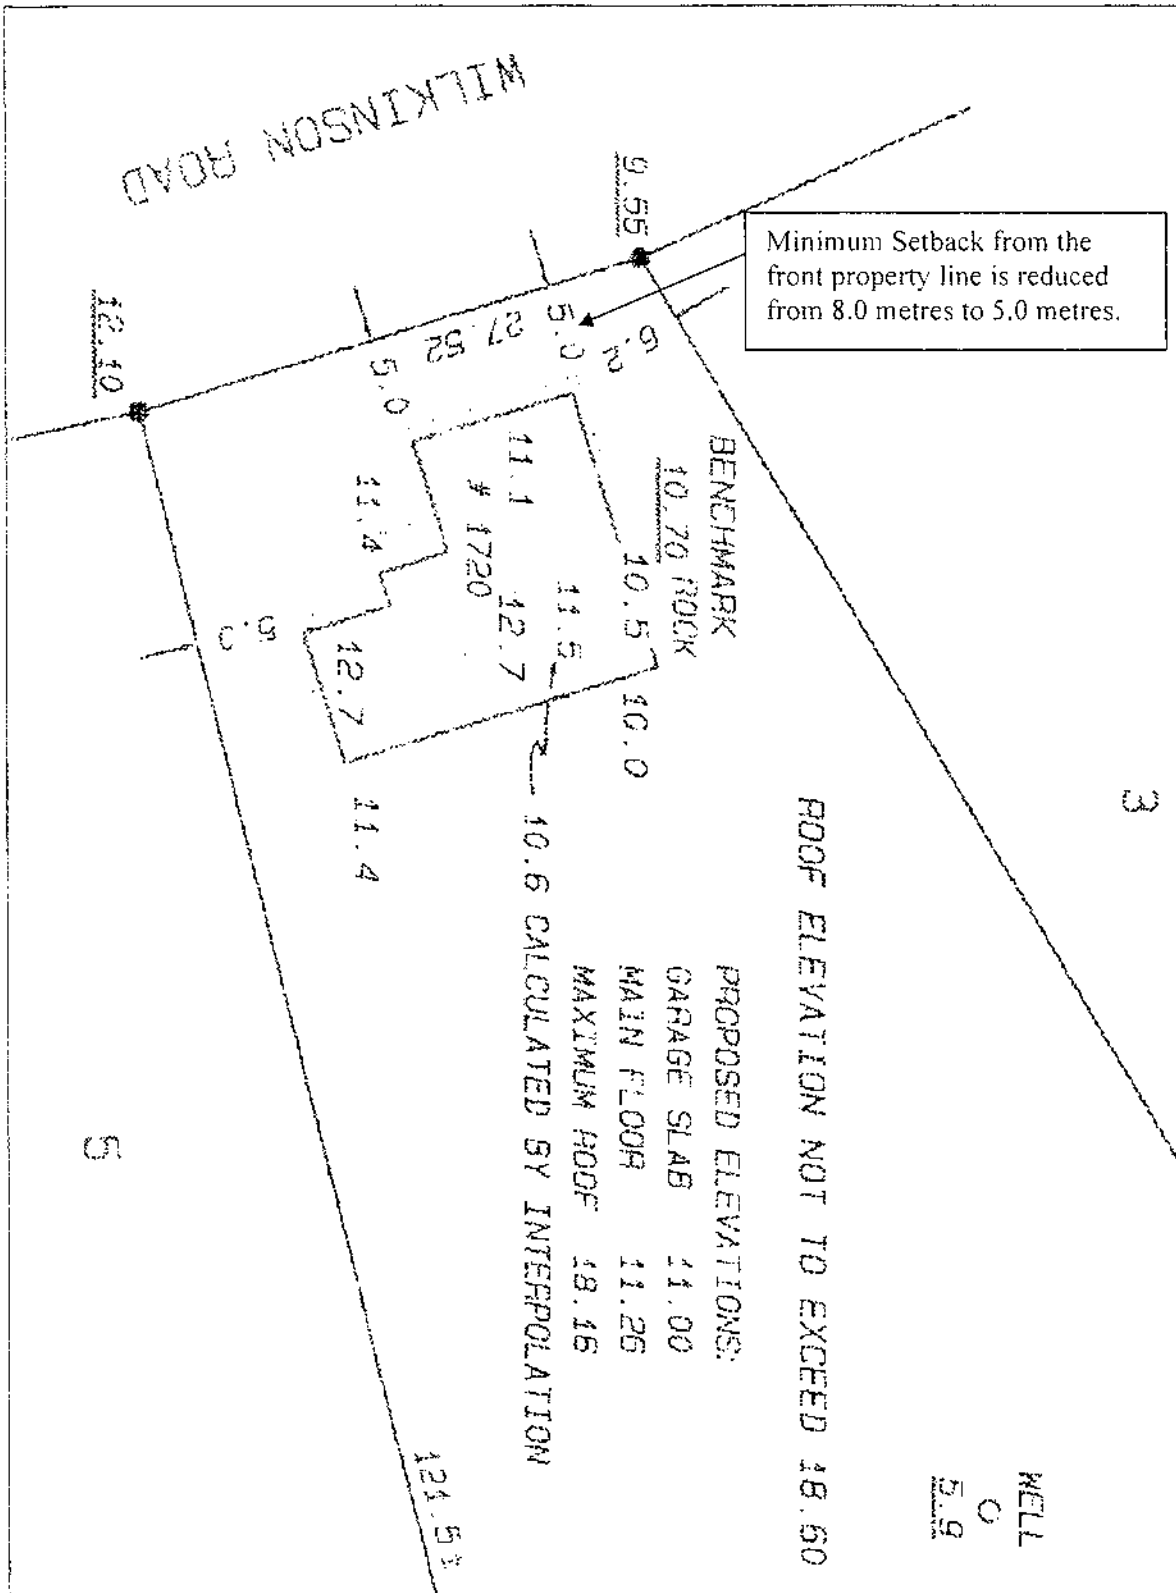 WILKINSON ROAD
9.55
12.10
Minimum Setback from the
front property line is reduced
from 8.0 metres to 5.0 metres.
5.0
27.52
6.2
5.0
BENCHMARK
10.70 ROCK
11.1
# 1720
11.4
12.7
11.5
10.5
10.0
12.7
11.4
10.6 CALCULATED BY INTERPOLATION
3
ROOF ELEVATION NOT TO EXCEED 18.60
PROPOSED ELEVATIONS:
GARAGE SLAB 11.00
MAIN FLOOR 11.26
MAXIMUM ROOF 18.16
5
WELL
5.9